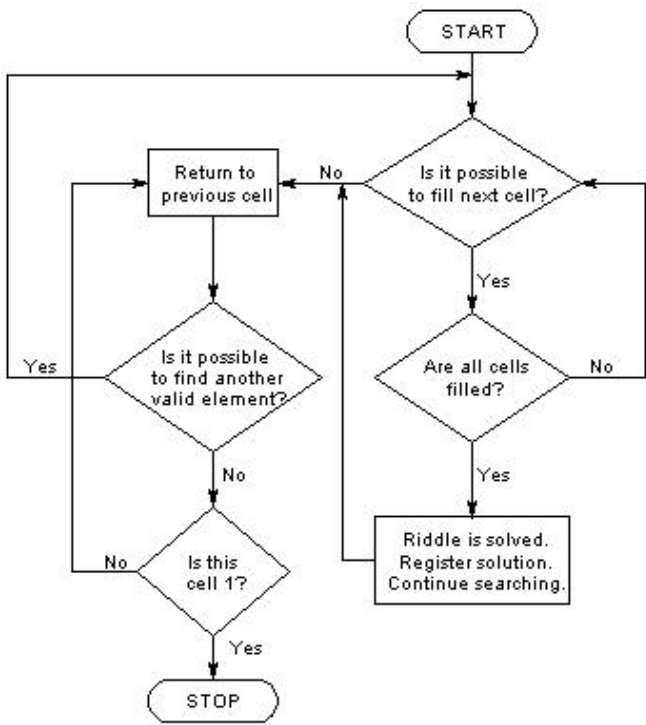 START
Is it possible
to fill next cell?
No
Return to
previous cell
Yes
Are all cells
filled?
No
Yes
Is it possible
to find another
valid element?
Yes
No
Yes
Riddle is solved.
Register solution.
Continue searching.
Is this
cell 1?
No
Yes
STOP